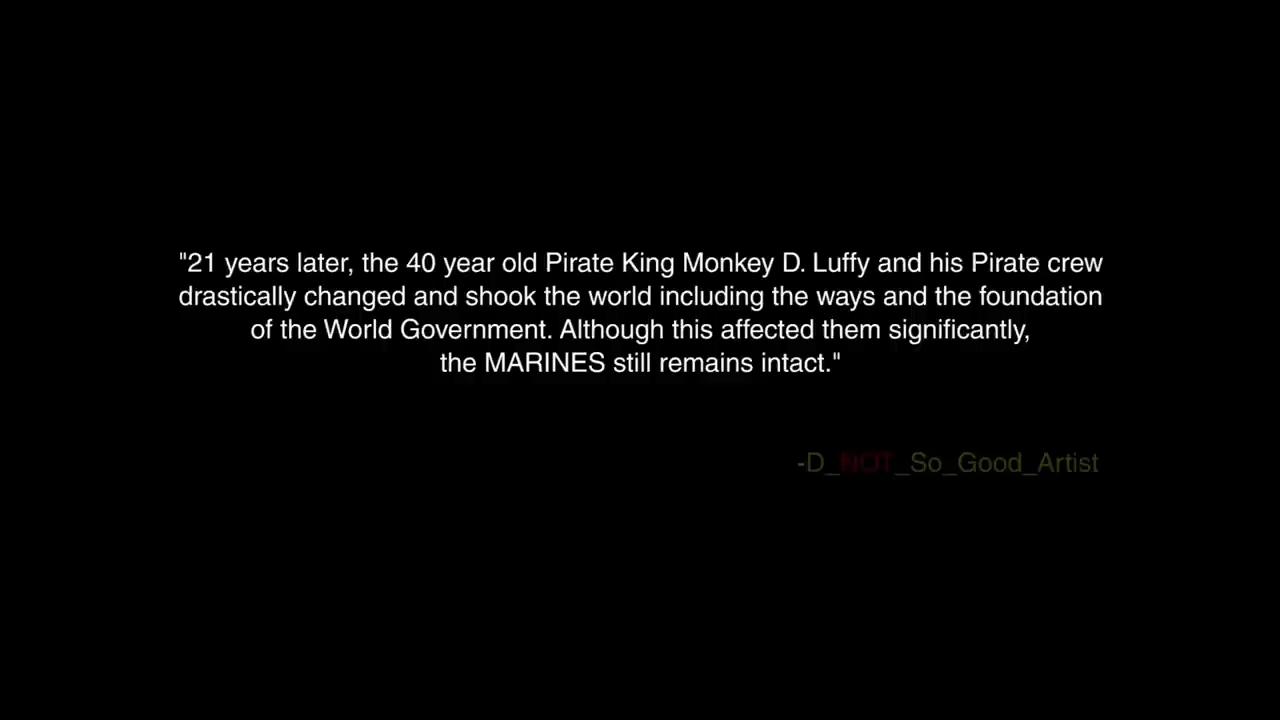 "21 years later, the 40 year old Pirate King Monkey D. Luffy and his Pirate crew
drastically changed and shook the world including the ways and the foundation
of the World Government. Although this affected them significantly,
the MARINES still remains intact."
-D_NOT_So_Good_Artist